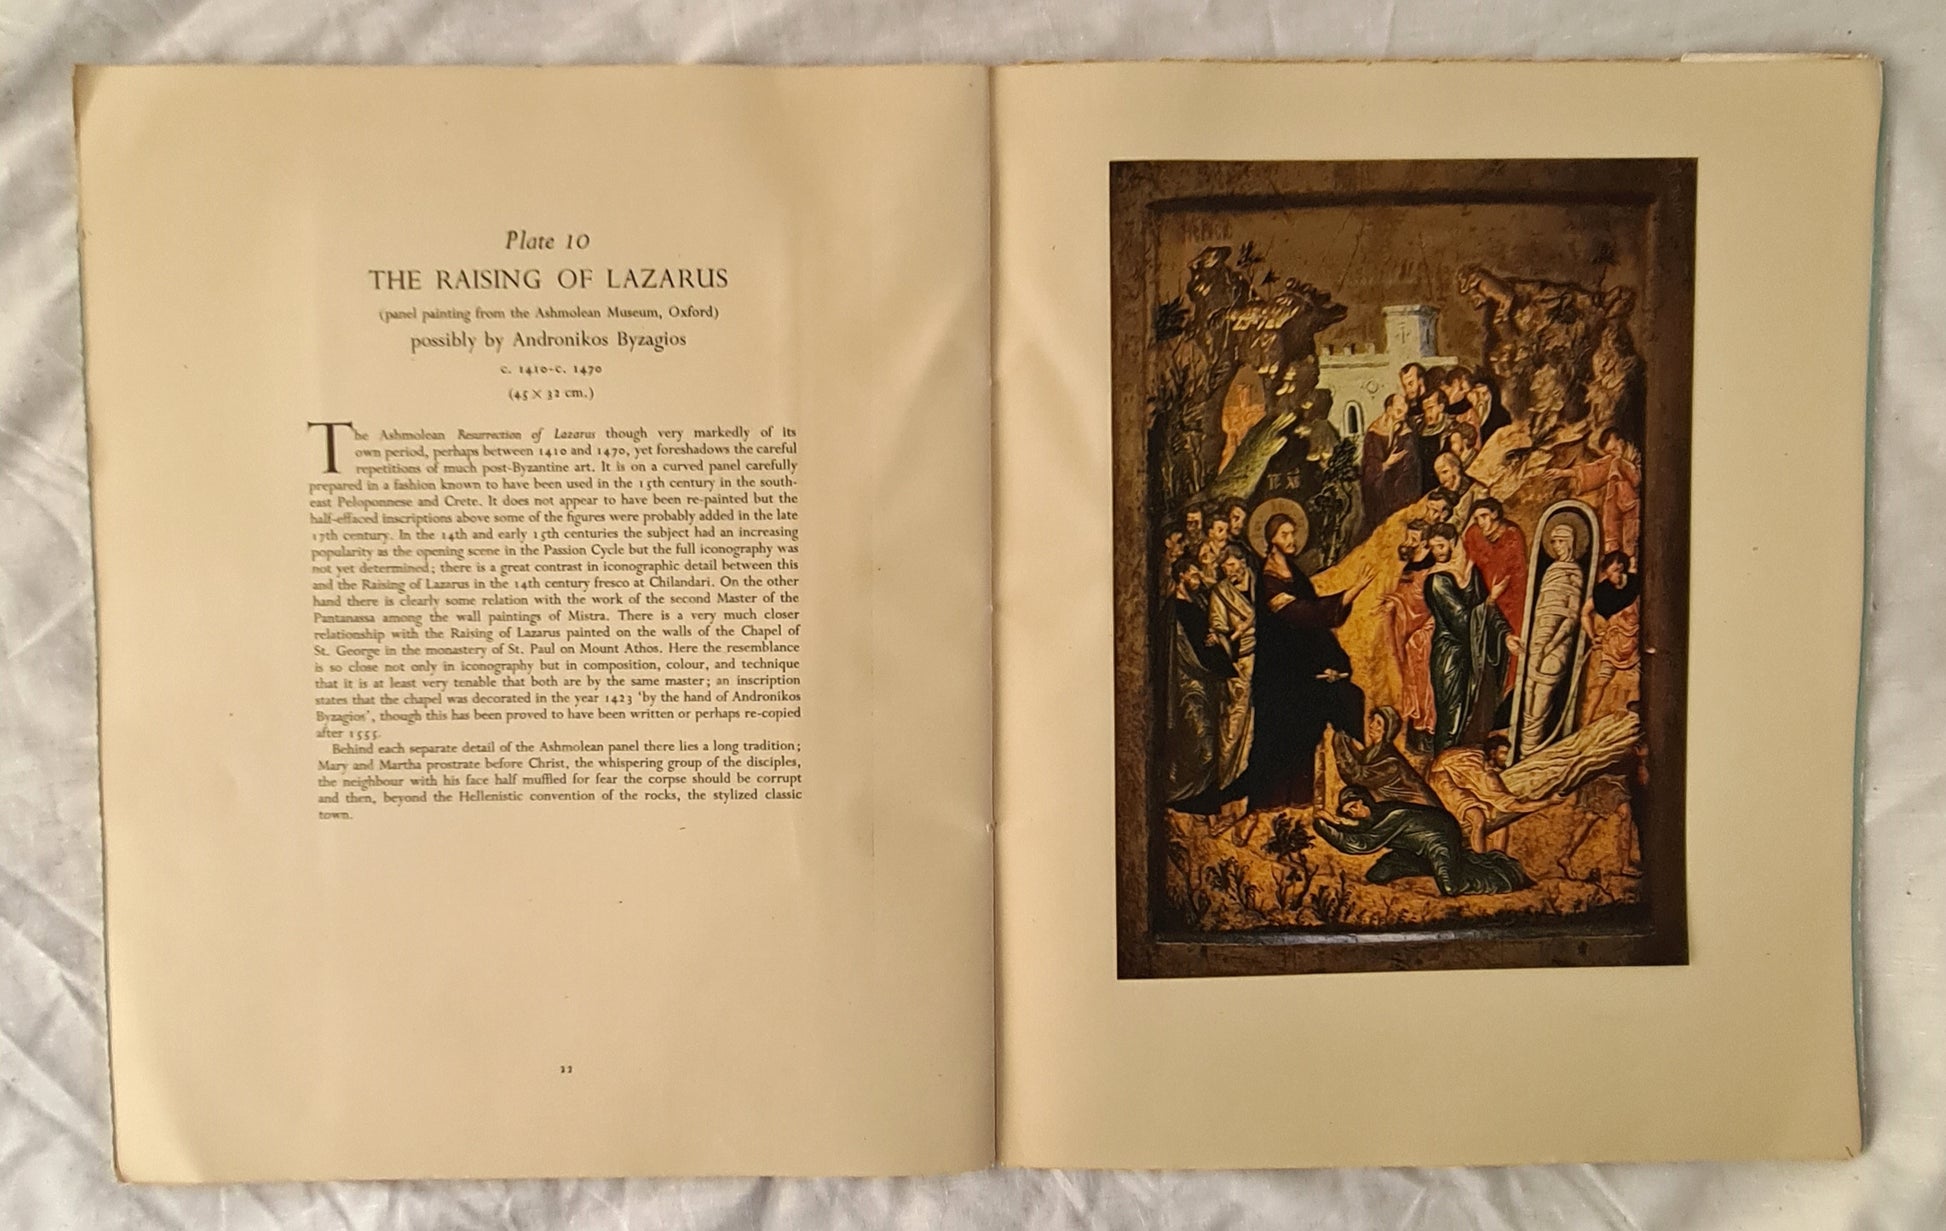 Plate 10
THE RAISING OF LAZARUS
(panel painting from the Ashmolean Museum, Oxford)
possibly by Andronikos Byzagios
c. 1410-c. 1470
(45 × 32 cm.)
The Ashmolean Resurrection of Lazarus though very markedly of its
own period, perhaps between 1410 and 1470, yet foreshadows the careful
repetitions of much post-Byzantine art. It is on a curved panel carefully
prepared in a fashion known to have been used in the 15th century in the south-
east Peloponnese and Crete. It does not appear to have been re-painted but the
half-effaced inscriptions above some of the figures were probably added in the late
17th century. In the 14th and early 15th centuries the subject had an increasing
popularity as the opening scene in the Passion Cycle but the full iconography was
not yet determined; there is a great contrast in iconographic detail between this
and the Raising of Lazarus in the 14th century fresco at Chilandari. On the other
hand there is clearly some relation with the work of the second Master of the
Pantanassa among the wall paintings of Mistra. There is a very much closer
relationship with the Raising of Lazarus painted on the walls of the Chapel of
St. George in the monastery of St. Paul on Mount Athos. Here the resemblance
is so close not only in iconography but in composition, colour, and technique
that it is at least very tenable that both are by the same master; an inscription
states that the chapel was decorated in the year 1423 'by the hand of Andronikos
Byzagios', though this has been proved to have been written or perhaps re-copied
after 1555.
Behind each separate detail of the Ashmolean panel there lies a long tradition;
Mary and Martha prostrate before Christ, the whispering group of the disciples,
the neighbour with his face half muffled for fear the corpse should be corrupt
and then, beyond the Hellenistic convention of the rocks, the stylized classic
town.
IC XC